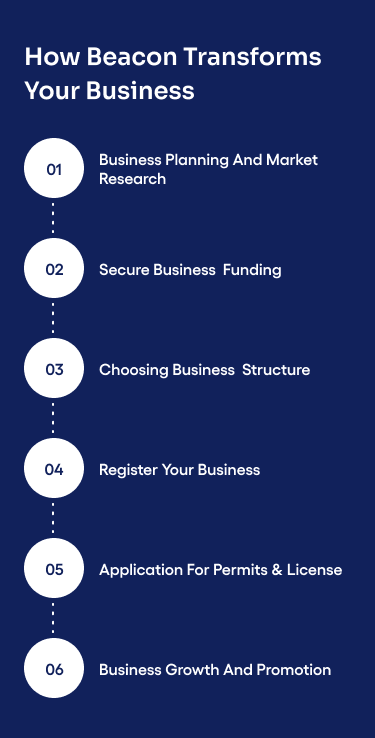 How Beacon Transforms
Your Business
01
Business Planning And Market
Research
02
Secure Business  Funding
03
Choosing Business  Structure
04
Register Your Business
05
Application For Permits & License
06
Business Growth And Promotion